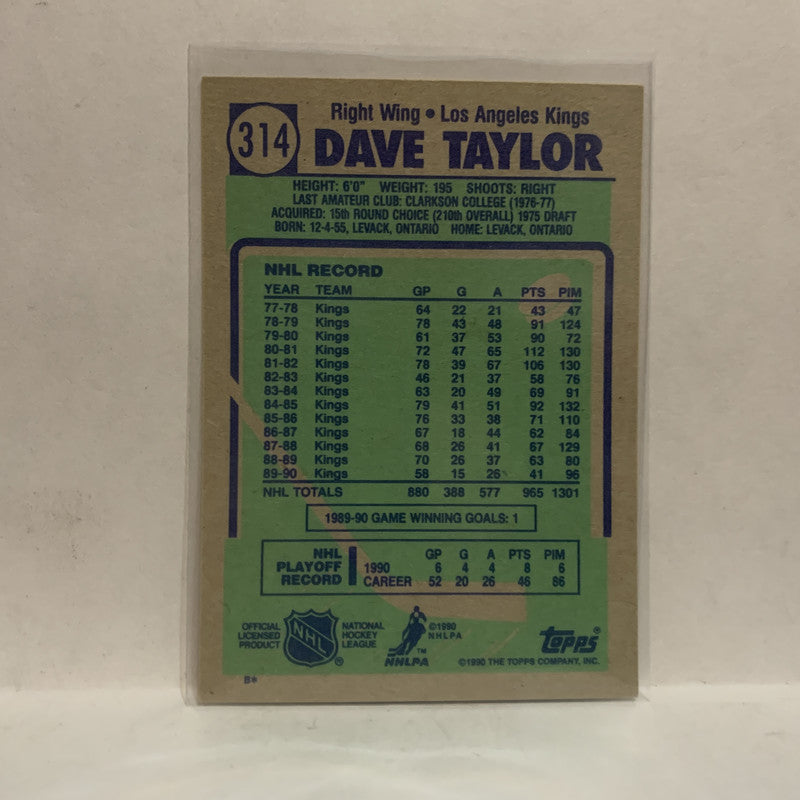 314
Right Wing • Los Angeles Kings
DAVE TAYLOR
HEIGHT: 6'0" WEIGHT: 195 SHOOTS: RIGHT
LAST AMATEUR CLUB: CLARKSON COLLEGE (1976-77)
ACQUIRED: 15th ROUND CHOICE (210th OVERALL) 1975 DRAFT
BORN: 12-4-55, LEVACK, ONTARIO HOME: LEVACK, ONTARIO
NHL RECORD
YEAR TEAM GP G A PTS PIM
77-78 Kings 64 22 21 43 47
78-79 Kings 78 43 48 91 124
79-80 Kings 61 37 53 90 72
80-81 Kings 72 47 65 112 130
81-82 Kings 78 39 67 106 130
82-83 Kings 46 21 37 58 76
83-84 Kings 63 20 49 69 91
84-85 Kings 79 41 51 92 132
85-86 Kings 76 33 38 71 110
86-87 Kings 67 18 44 62 84
87-88 Kings 68 26 41 67 129
88-89 Kings 70 26 37 63 80
89-90 Kings 58 15 26 41 96
NHL TOTALS 880 388 577 965 1301
1989-90 GAME WINNING GOALS: 1
NHL PLAYOFF RECORD
GP G A PTS PIM
1990 6 4 4 8 6
CAREER 52 20 26 46 86
OFFICIAL LICENSED PRODUCT
NHL ®
NATIONAL HOCKEY LEAGUE
©1990 NHLPA
™
NHLPA
TOPPS®
©1990 THE TOPPS COMPANY, INC.
B*